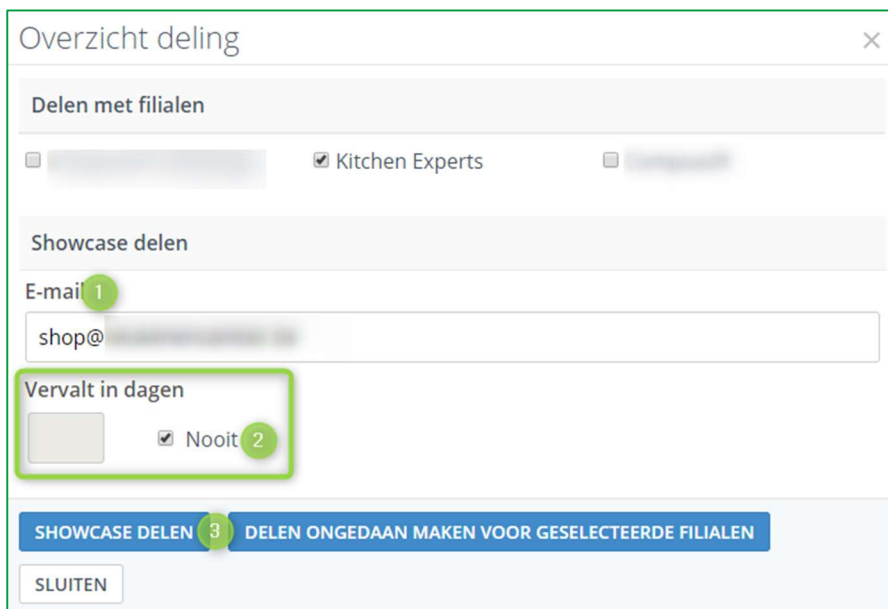 Overzicht deling ×
Delen met filialen
Kitchen Experts
Showcase delen
E-mail 1
shop@
Vervalt in dagen
Nooit 2
SHOWCASE DELEN 3 DELEN ONGEDAAN MAKEN VOOR GESELECTEERDE FILIALEN
SLUITEN